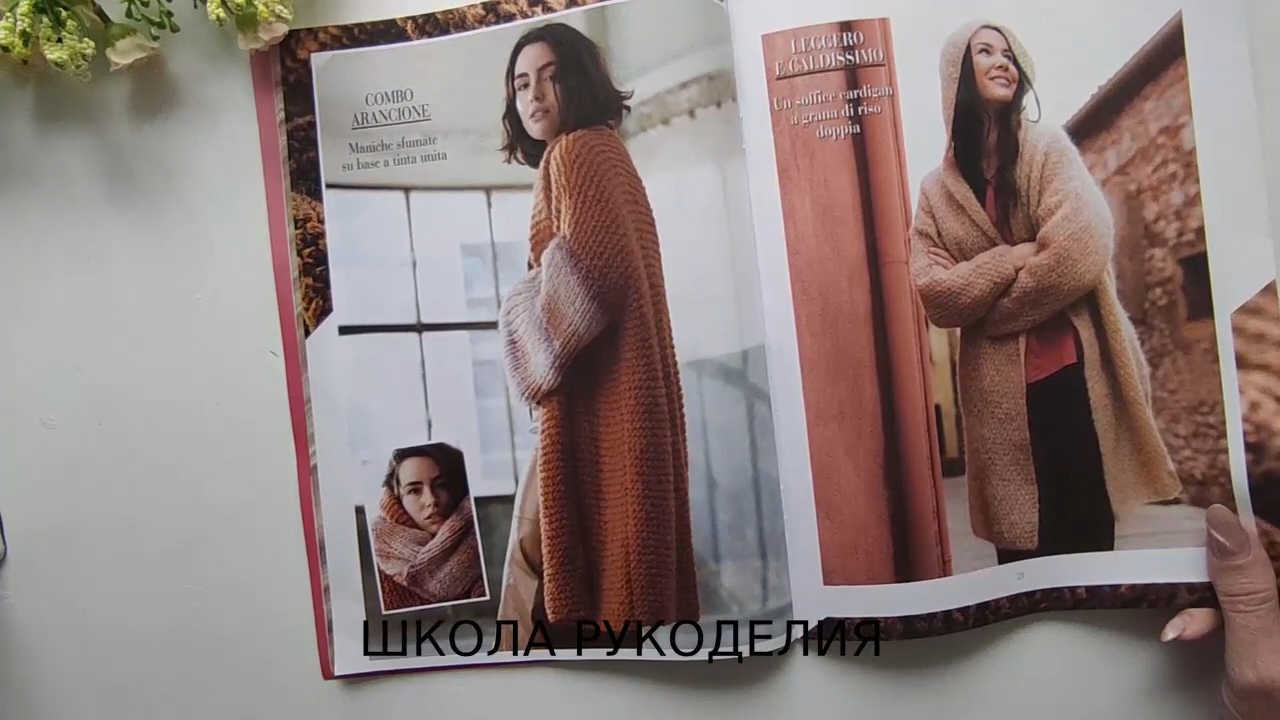 COMBO
ARANCIONE
Maniche sfumate
su base a tinta unita
LEGGERO
E CALDISSIMO
Un soffice cardigan
a grana di riso
doppia
21
ШКОЛА РУКОДЕЛИЯ